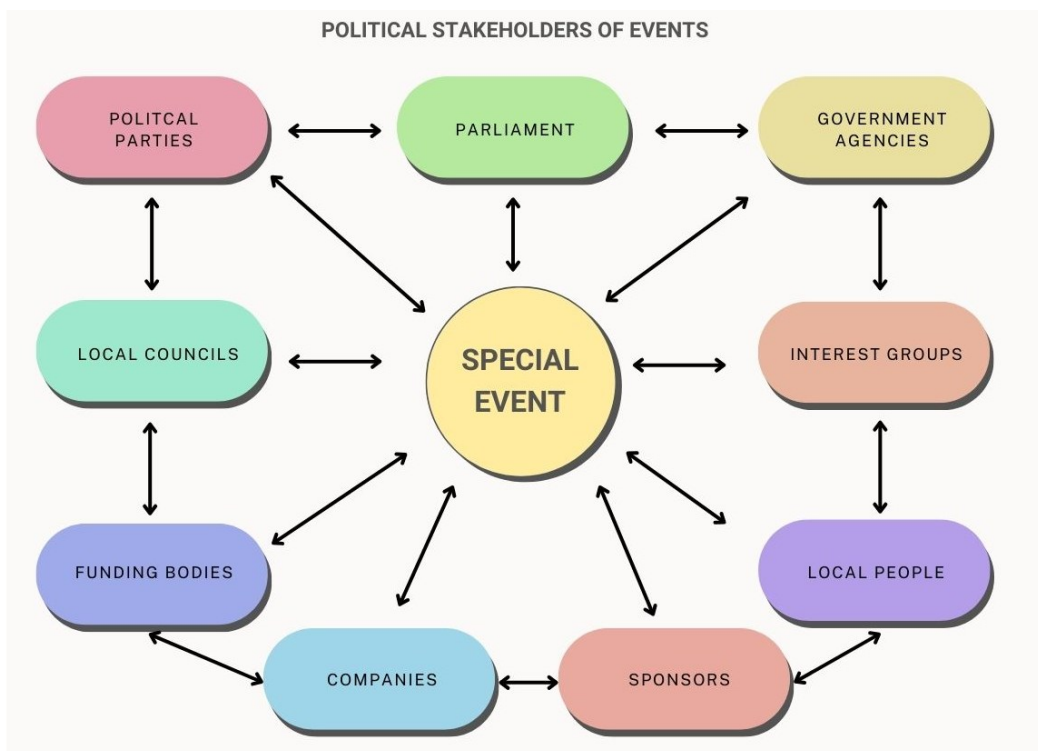 POLITICAL STAKEHOLDERS OF EVENTS
POLITCAL
PARTIES
PARLIAMENT
GOVERNMENT
AGENCIES
LOCAL COUNCILS
SPECIAL
EVENT
INTEREST GROUPS
FUNDING BODIES
LOCAL PEOPLE
COMPANIES
SPONSORS